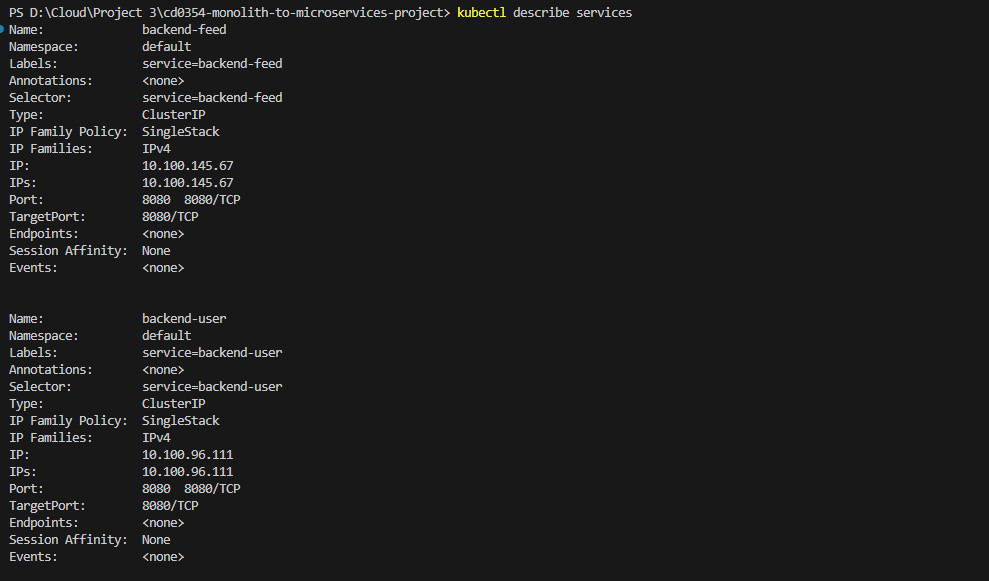 PS D:\Cloud\Project 3\cd0354-monolith-to-microservices-project> kubectl describe services
Name:              backend-feed
Namespace:         default
Labels:            service=backend-feed
Annotations:       <none>
Selector:          service=backend-feed
Type:              ClusterIP
IP Family Policy:  SingleStack
IP Families:       IPv4
IP:                10.100.145.67
IPs:               10.100.145.67
Port:              8080  8080/TCP
TargetPort:        8080/TCP
Endpoints:         <none>
Session Affinity:  None
Events:            <none>
Name:              backend-user
Namespace:         default
Labels:            service=backend-user
Annotations:       <none>
Selector:          service=backend-user
Type:              ClusterIP
IP Family Policy:  SingleStack
IP Families:       IPv4
IP:                10.100.96.111
IPs:               10.100.96.111
Port:              8080  8080/TCP
TargetPort:        8080/TCP
Endpoints:         <none>
Session Affinity:  None
Events:            <none>